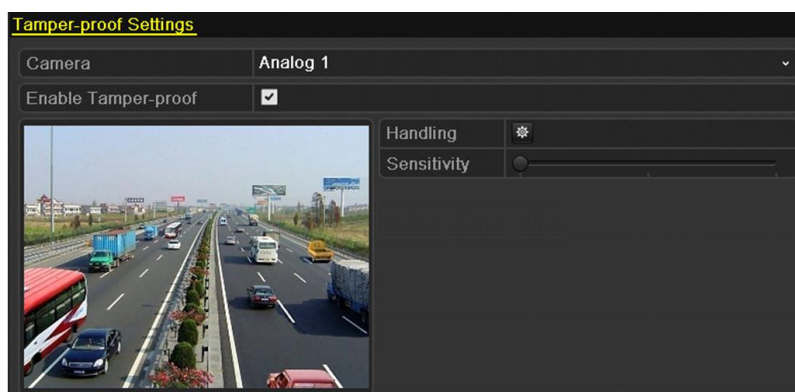 Tamper-proof Settings
Camera
Analog 1
Enable Tamper-proof
Handling
Sensitivity